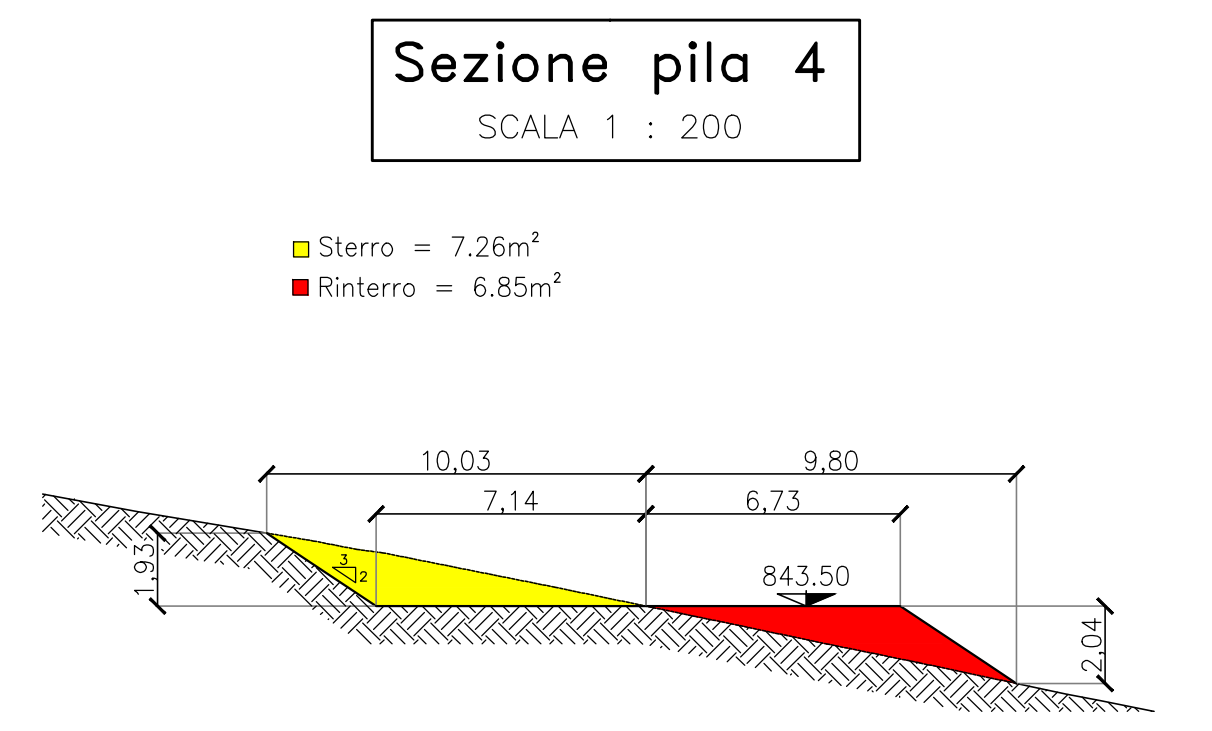 Sezione pila 4
SCALA 1 : 200
Sterro = 7.26m²
Rinterro = 6.85m²
10,03
9,80
7,14
6,73
1,93
3
2
843.50
2,04